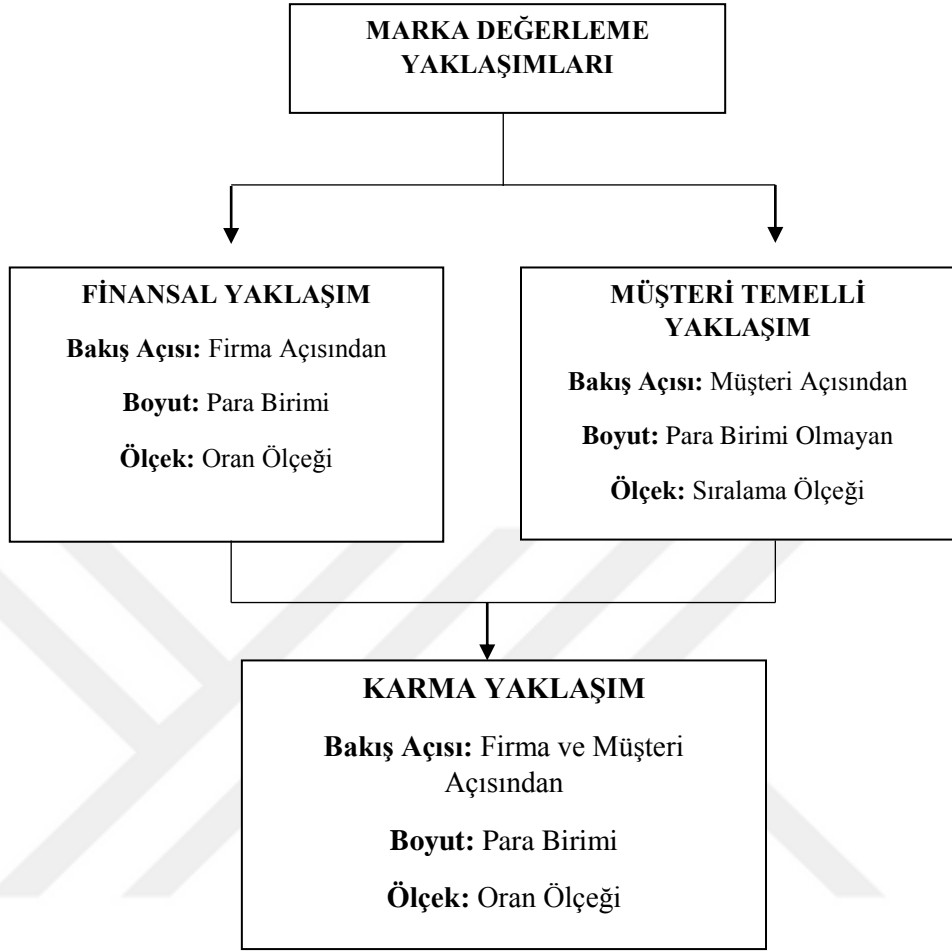 MARKA DEĞERLEME
YAKLAŞIMLARI
FİNANSAL YAKLAŞIM
Bakış Açısı: Firma Açısından
Boyut: Para Birimi
Ölçek: Oran Ölçeği
MÜŞTERİ TEMELLİ
YAKLAŞIM
Bakış Açısı: Müşteri Açısından
Boyut: Para Birimi Olmayan
Ölçek: Sıralama Ölçeği
KARMA YAKLAŞIM
Bakış Açısı: Firma ve Müşteri
Açısından
Boyut: Para Birimi
Ölçek: Oran Ölçeği